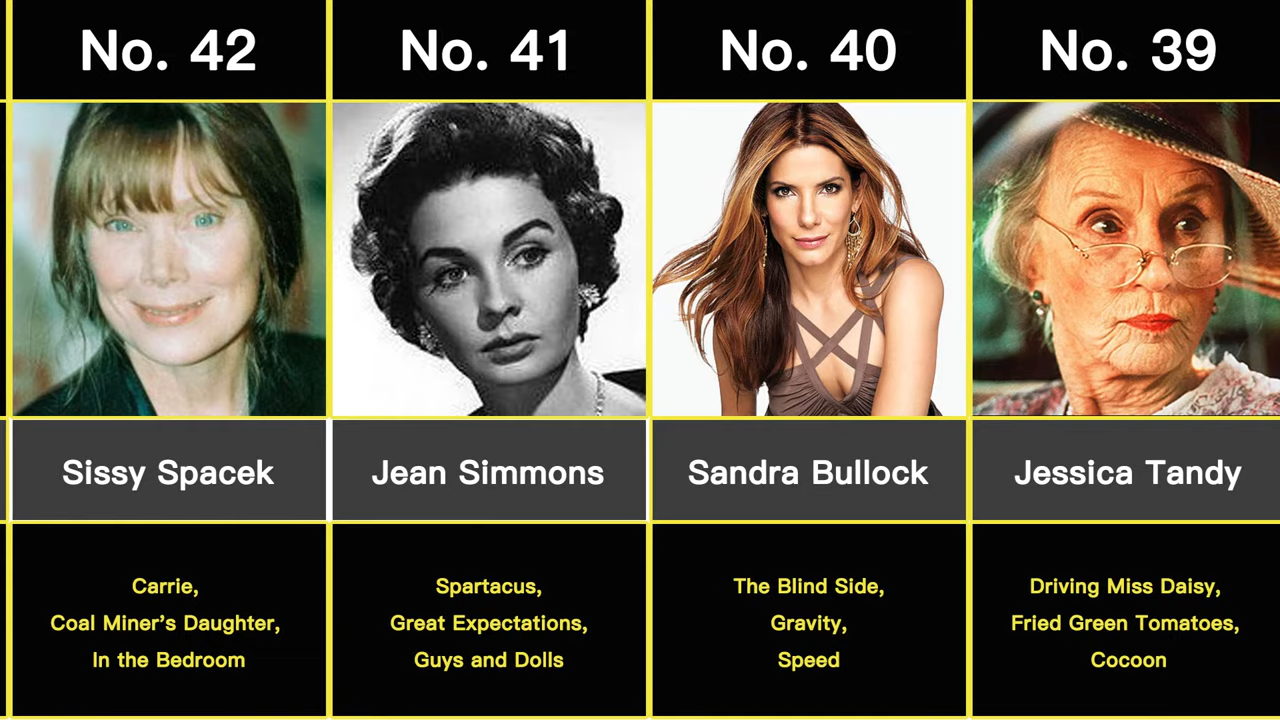 No. 42
No. 41
No. 40
No. 39
Sissy Spacek
Jean Simmons
Sandra Bullock
Jessica Tandy
Carrie,
Coal Miner's Daughter,
In the Bedroom
Spartacus,
Great Expectations,
Guys and Dolls
The Blind Side,
Gravity,
Speed
Driving Miss Daisy,
Fried Green Tomatoes,
Cocoon